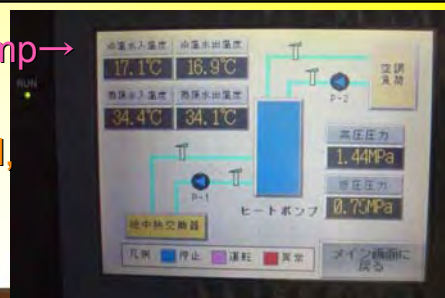 mp→
RUN
冷温水入温度 冷温水出温度
17.1℃ 16.9℃
熱源水入温度 熱源水出温度
34.4℃ 34.1℃
T
P-2
空調
負荷
高圧圧力
1.44MPa
低圧圧力
0.70MPa
T
T
P-1
ヒートポンプ
地中熱交換器
凡例 停止 運転 異常
メイン画面に
戻る